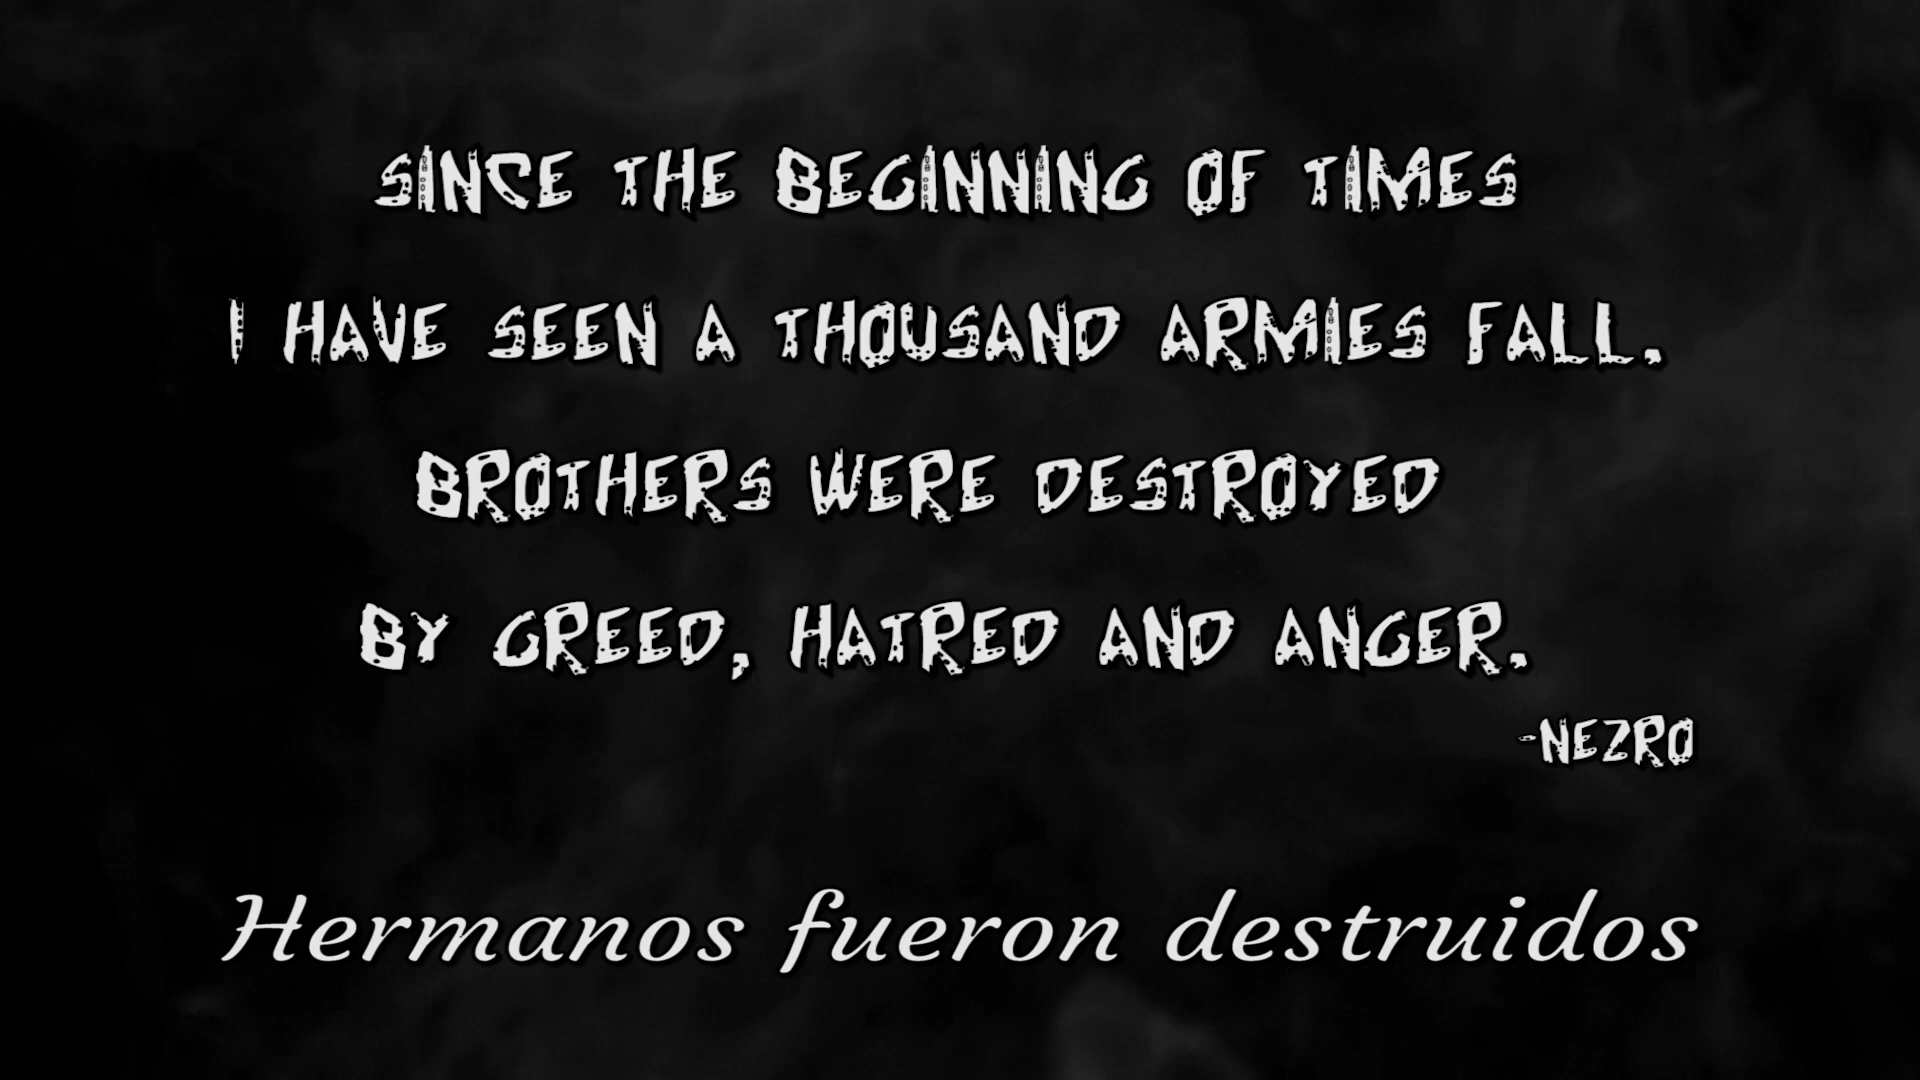 SINCE THE BEGINNING OF TIMES
I HAVE SEEN A THOUSAND ARMIES FALL.
BROTHERS WERE DESTROYED
BY GREED, HATRED AND ANGER.
-NEZRO
Hermanos fueron destruidos